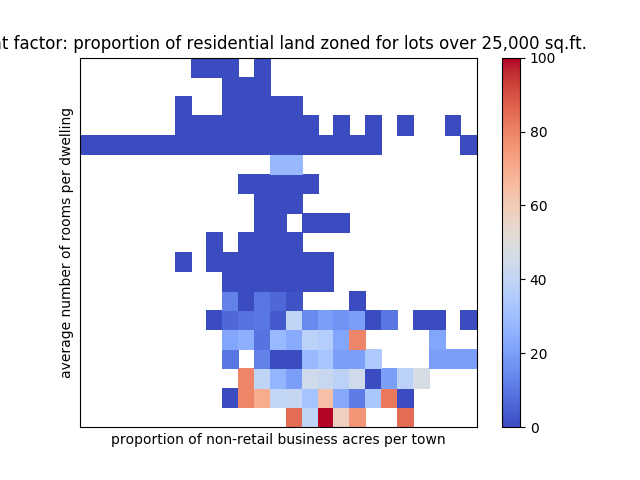 factor: proportion of residential land zoned for lots over 25,000 sq.ft.
average number of rooms per dwelling
proportion of non-retail business acres per town
100
80
60
40
20
0